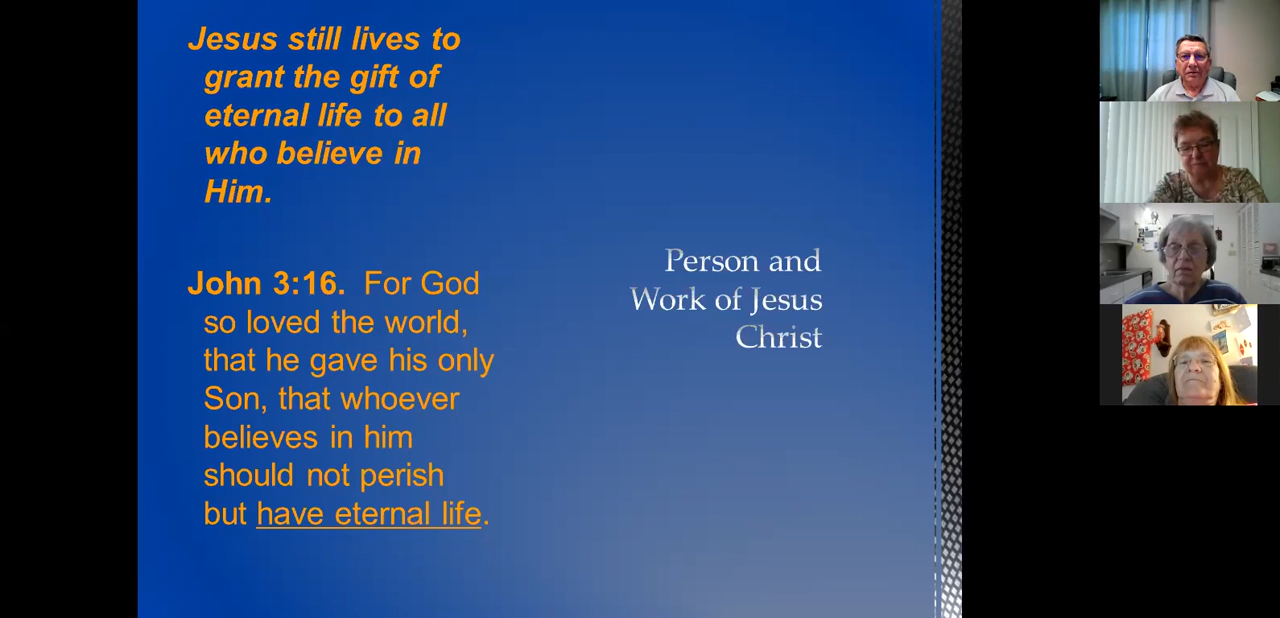 Jesus still lives to
grant the gift of
eternal life to all
who believe in
Him.
John 3:16. For God
so loved the world,
that he gave his only
Son, that whoever
believes in him
should not perish
but have eternal life.
Person and
Work of Jesus
Christ